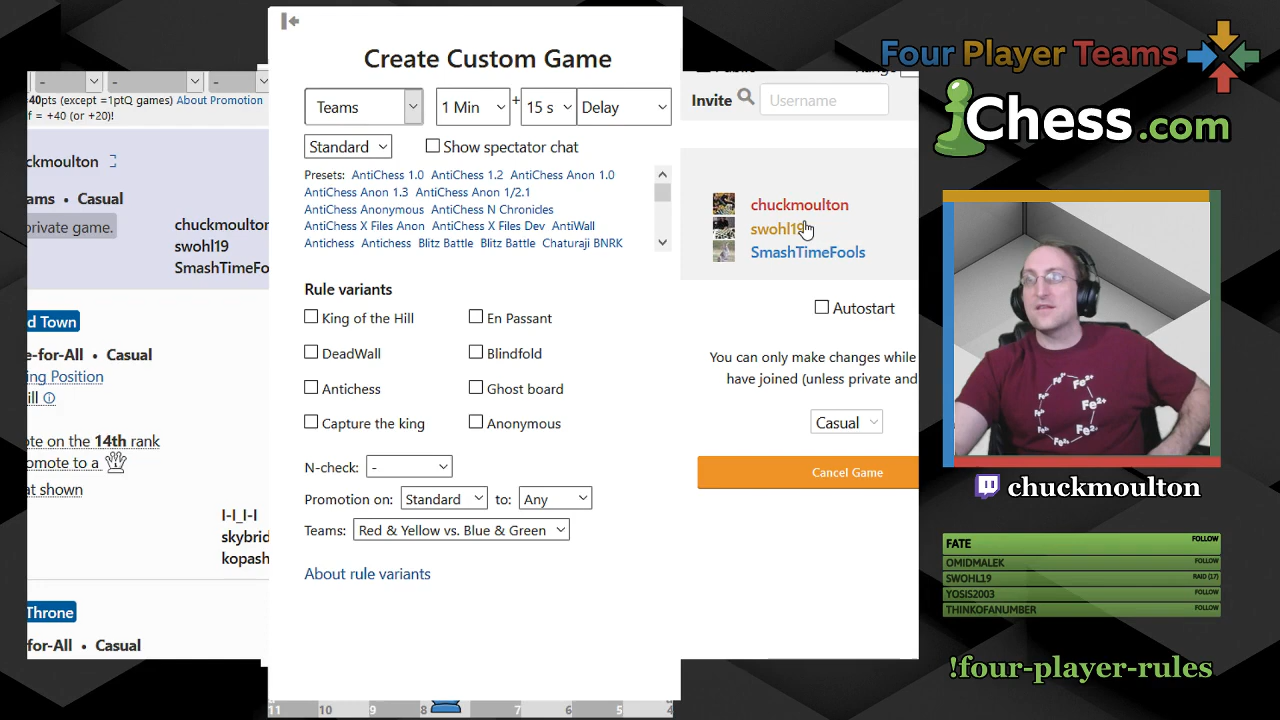 Create Custom Game
Teams 1 Min + 15 s Delay
Standard Show spectator chat
Presets: AntiChess 1.0 AntiChess 1.2 AntiChess Anon 1.0
AntiChess Anon 1.3 AntiChess Anon 1/2.1
AntiChess Anonymous AntiChess N Chronicles
AntiChess X Files Anon AntiChess X Files Dev AntiWall
Antichess Antichess Blitz Battle Blitz Battle Chaturaji BNRK
Rule variants
King of the Hill En Passant
DeadWall Blindfold
Antichess Ghost board
Capture the king Anonymous
N-check: -
Promotion on: Standard to: Any
Teams: Red & Yellow vs. Blue & Green
About rule variants
- - -
40pts (except =1ptQ games) About Promotion
f = +40 (or +20)!
ckmoulton
ams • Casual
private game.
chuckmoulton
swohl19
SmashTimeFo
d Town
e-for-All • Casual
ing Position
ill
ote on the 14th rank
omote to a
at shown
I-I_I-I
skybrid
kopash
Throne
-for-All • Casual
11 10 9 8 7 6 5 4
Invite Username
chuckmoulton
swohl19
SmashTimeFools
Autostart
You can only make changes while
have joined (unless private and
Casual
Cancel Game
Four Player Teams
Chess.com
Fe²⁺
chuckmoulton
FATE FOLLOW
OMIDMALEK FOLLOW
SWOHL19 RAID (17)
YOSIS2003 FOLLOW
THINKOFANUMBER FOLLOW
!four-player-rules